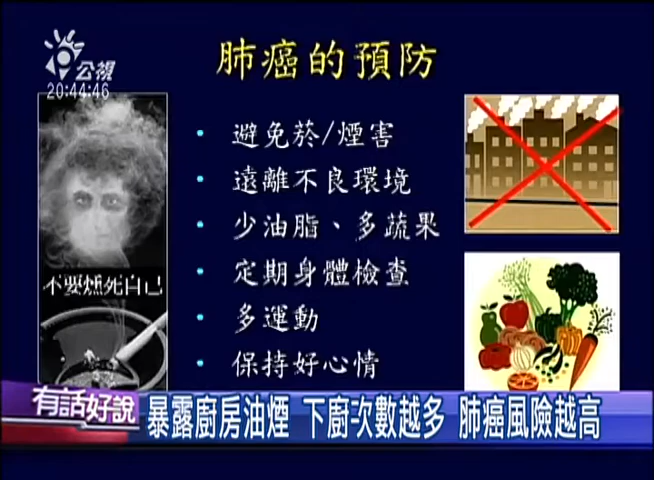 公視
20:44:46
肺癌的預防
避免菸/煙害
遠離不良環境
少油脂、多蔬果
定期身體檢查
多運動
保持好心情
不要燻死自己
有話好說
暴露廚房油煙 下廚次數越多 肺癌風險越高